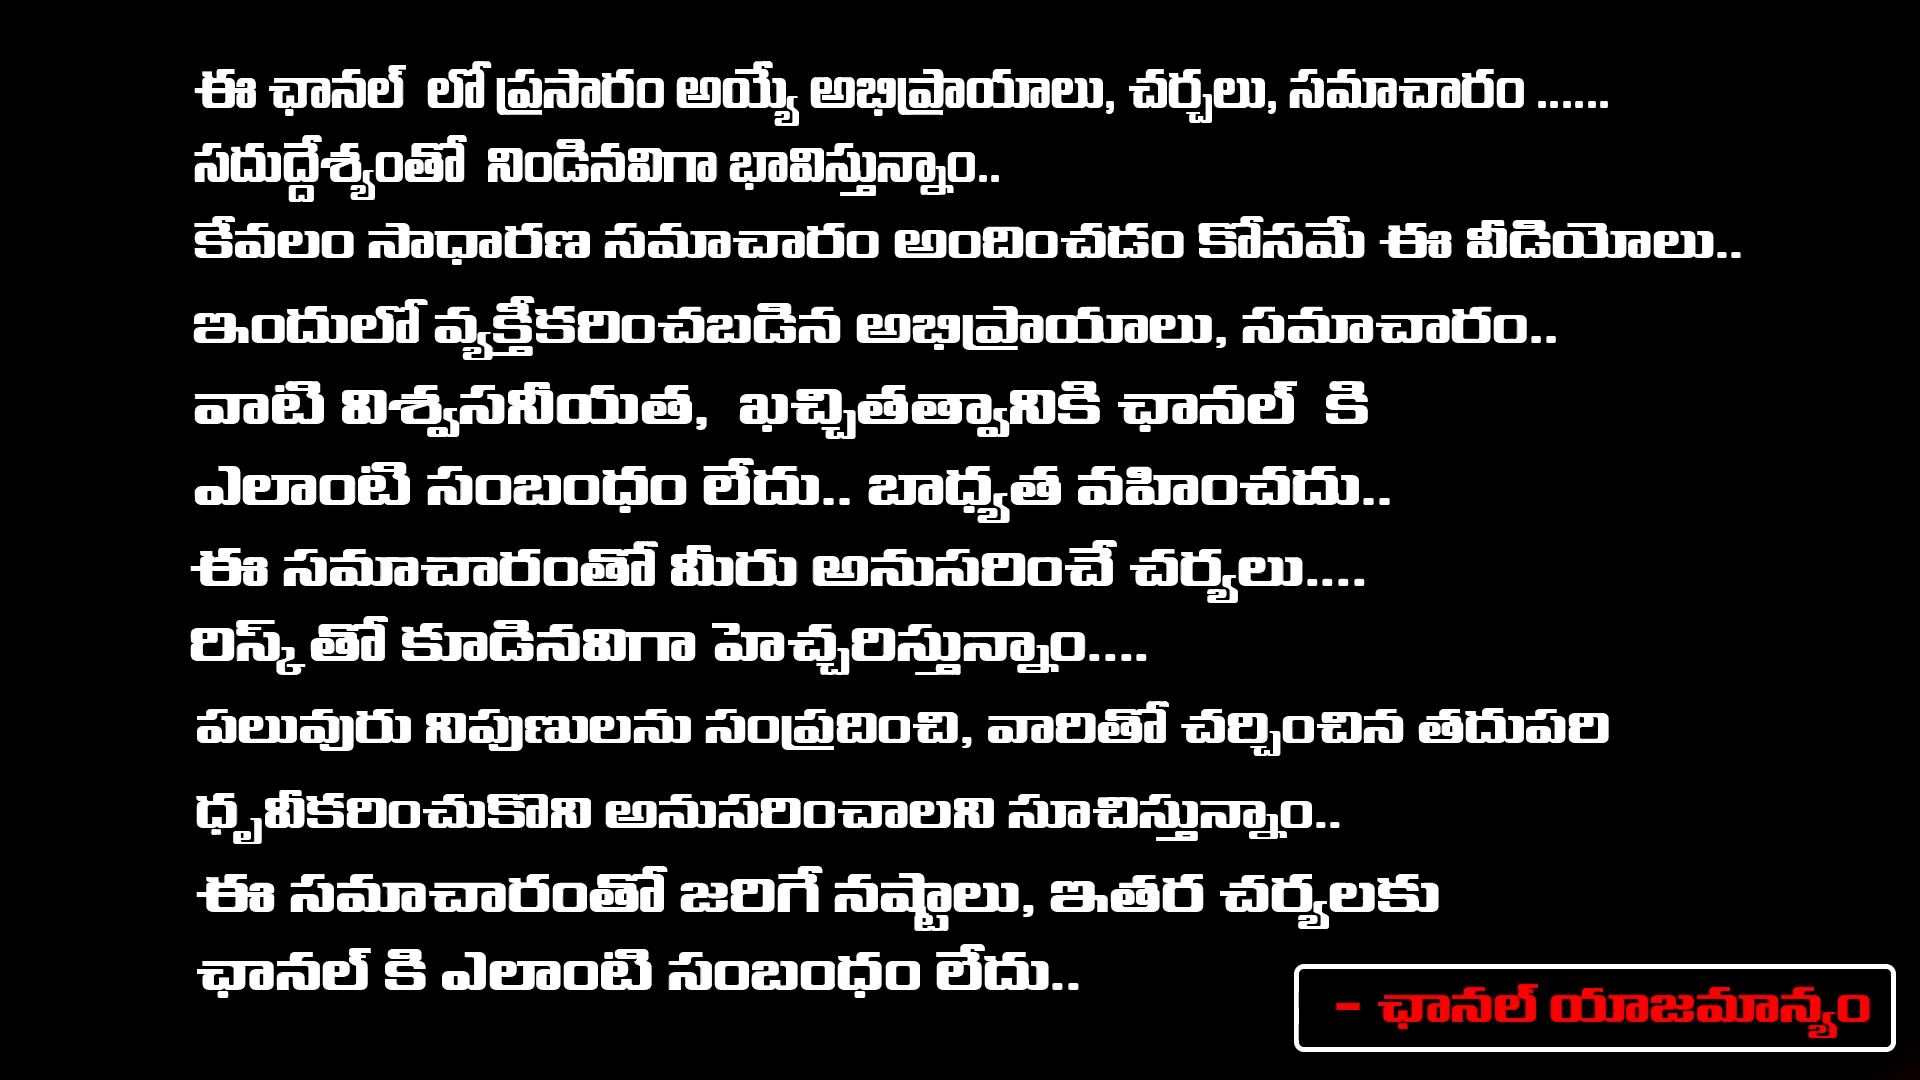 ఈ ఛానల్ లో ప్రసారం అయ్యే అభిప్రాయాలు, చర్చలు, సమాచారం ......
సదుద్దేశ్యంతో నిండినవిగా భావిస్తున్నాం..
కేవలం సాధారణ సమాచారం అందించడం కోసమే ఈ వీడియోలు..
ఇందులో వ్యక్తీకరించబడిన అభిప్రాయాలు, సమాచారం..
వాటి విశ్వసనీయత, ఖచ్చితత్వానికి ఛానల్ కి
ఎలాంటి సంబంధం లేదు.. బాధ్యత వహించదు..
ఈ సమాచారంతో మీరు అనుసరించే చర్యలు....
రిస్క్ తో కూడినవిగా హెచ్చరిస్తున్నాం....
పలువురు నిపుణులను సంప్రదించి, వారితో చర్చించిన తదుపరి
ధృవీకరించుకొని అనుసరించాలని సూచిస్తున్నాం..
ఈ సమాచారంతో జరిగే నష్టాలు, ఇతర చర్యలకు
ఛానల్ కి ఎలాంటి సంబంధం లేదు..
- ఛానల్ యాజమాన్యం